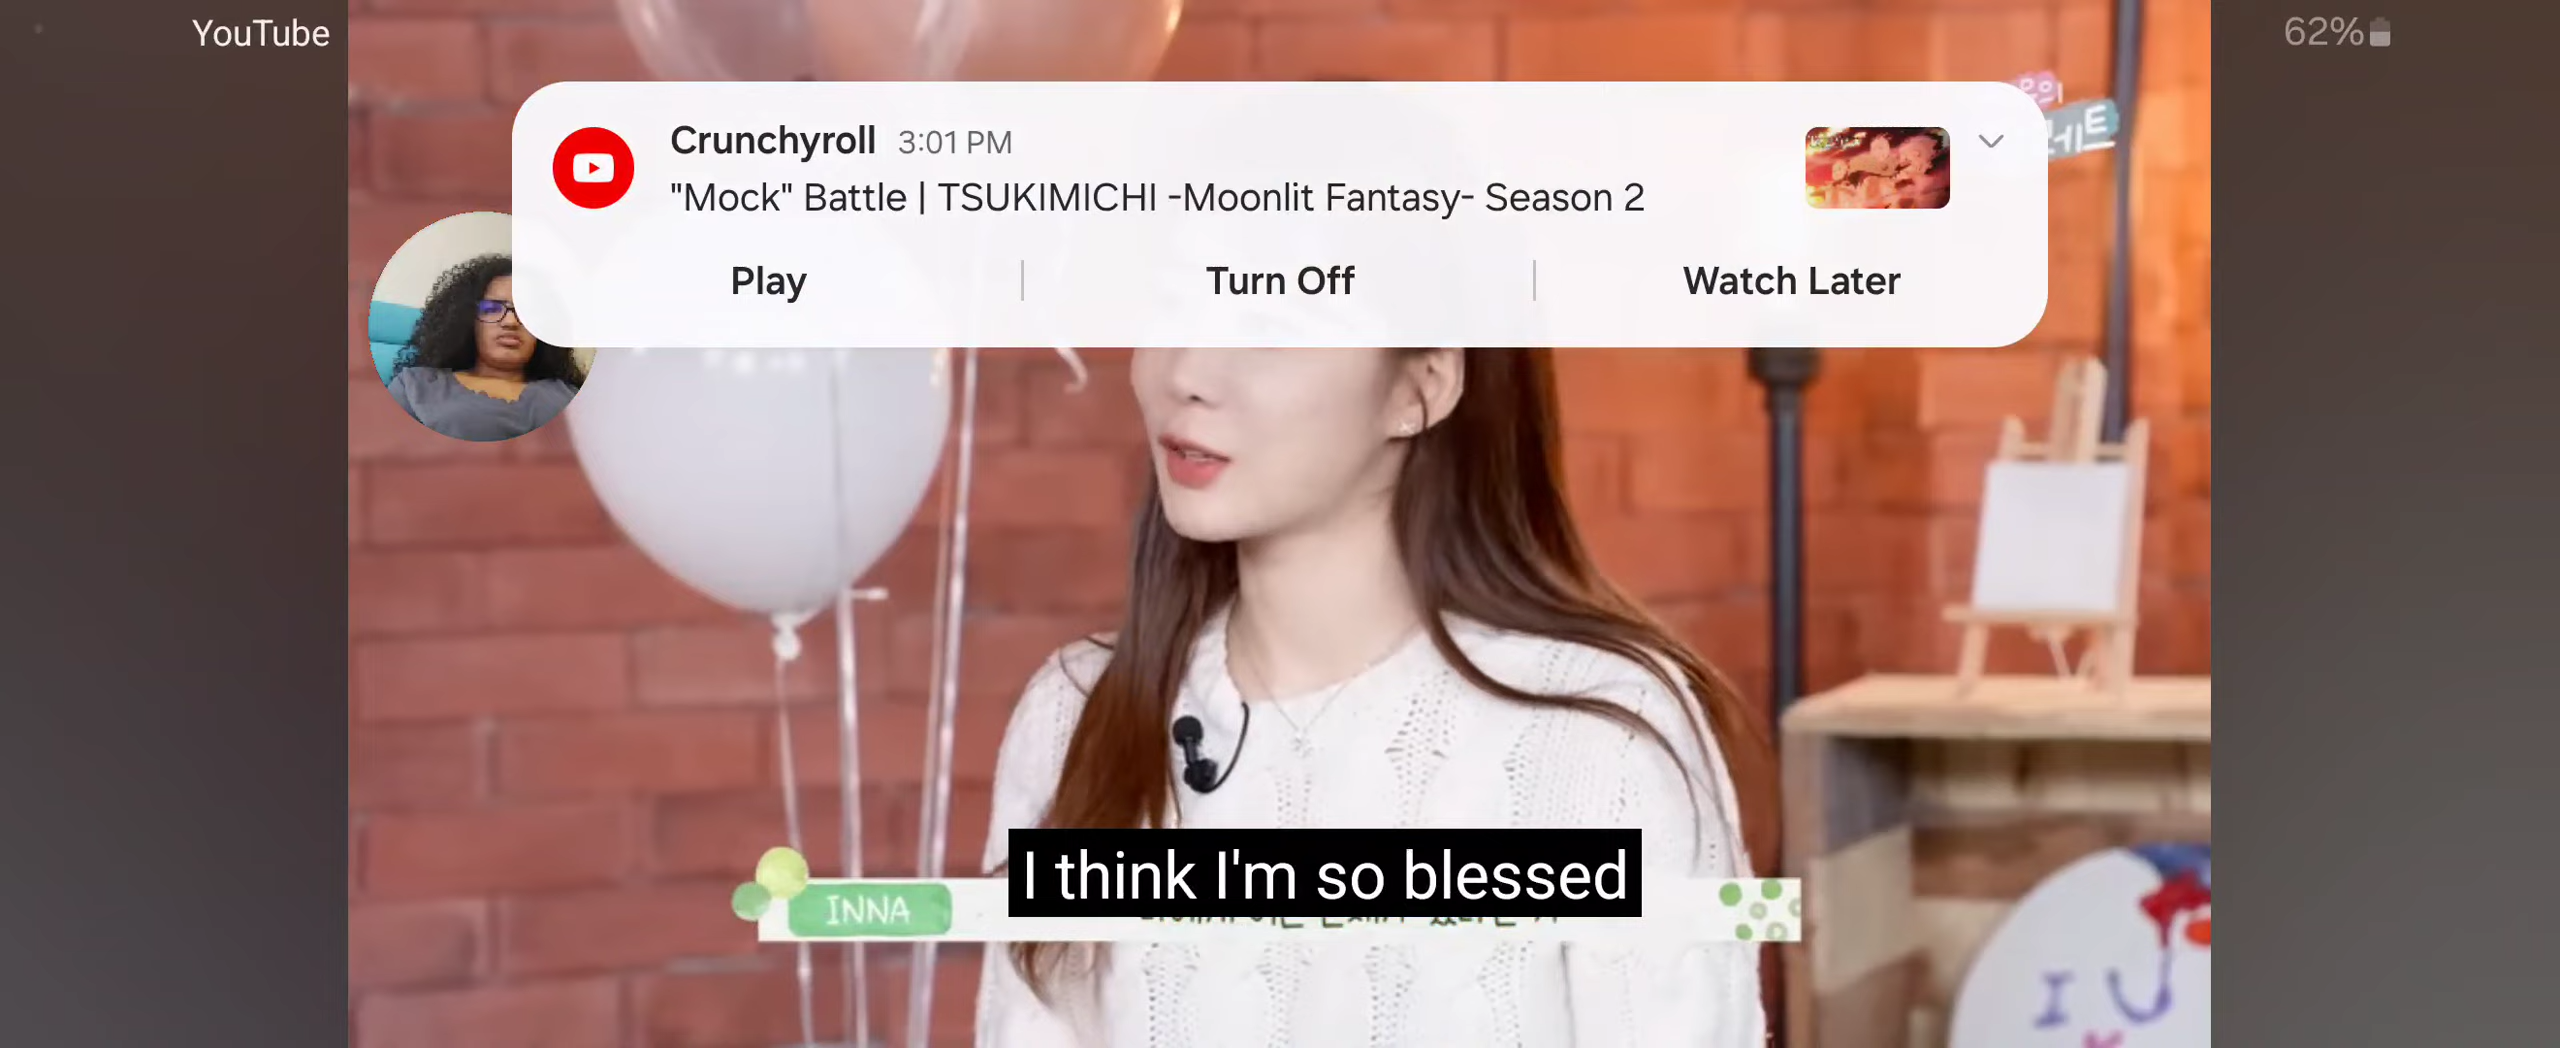 YouTube
62%
Crunchyroll 3:01 PM
"Mock" Battle | TSUKIMICHI -Moonlit Fantasy- Season 2
Play
Turn Off
Watch Later
I think I'm so blessed
INNA
I U